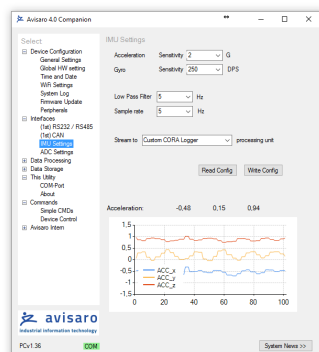 Avisaro 4.0 Companion
Select
Device Configuration
General Settings
Global HW setting
Time and Date
WiFi Settings
System Log
Firmware Update
Peripherals
Interfaces
(1st) RS232 / RS485
(1st) CAN
IMU Settings
ADC Settings
Data Processing
Data Storage
This Utility
COM-Port
About
Commands
Simple CMDs
Device Control
Avisaro Intern
avisaro
industrial information technology
PCv1.36 COM
IMU Settings
Acceleration Sensitivity 2 G
Gyro Sensitivity 250 DPS
Low Pass Filter 5 Hz
Sample rate 5 Hz
Stream to Custom CORA Logger processing unit
Read Config Write Config
Acceleration: -0,48 0,15 0,94
1,5
1
0,5
0
-0,5
-1
-1,5
ACC_x
ACC_y
ACC_z
0 20 40 60 80 100
System News >>